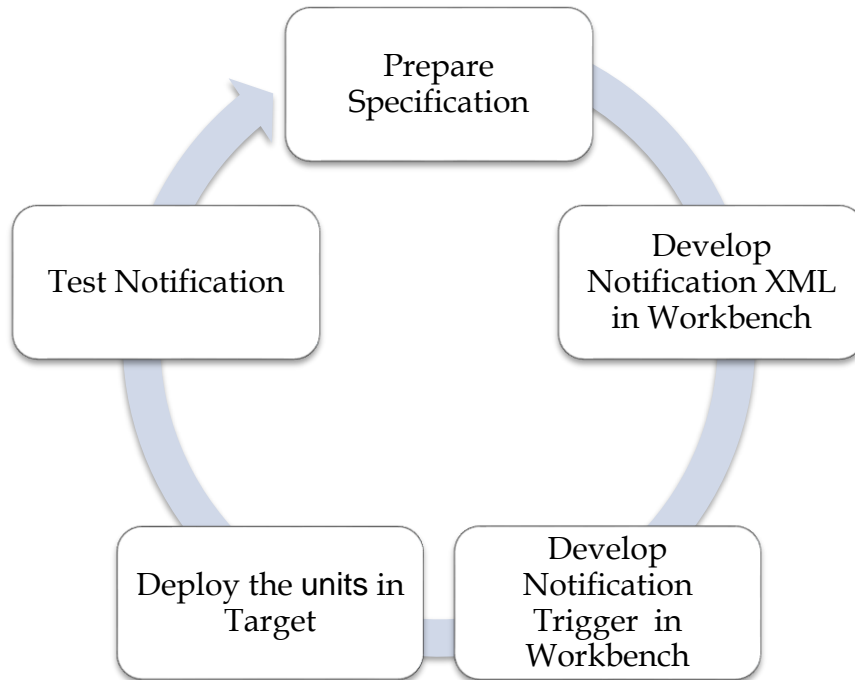 Prepare
Specification
Develop
Notification XML
in Workbench
Develop
Notification
Trigger in
Workbench
Deploy the units in
Target
Test Notification